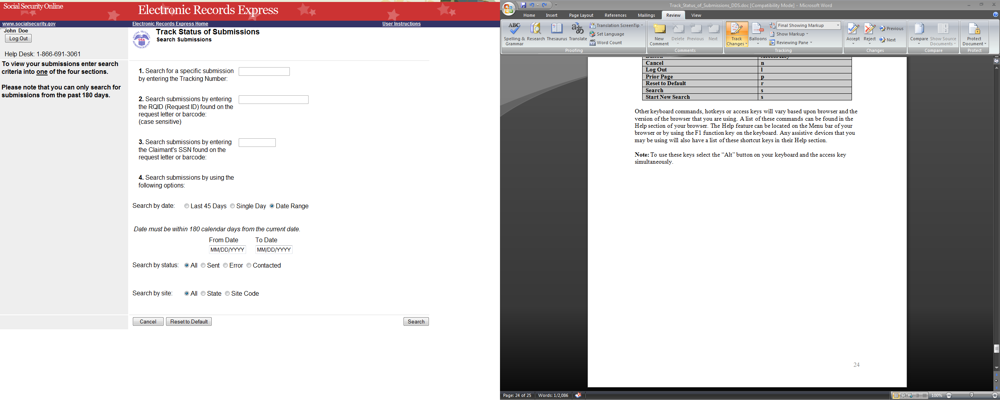 Social Security Online
Electronic Records Express
www.socialsecurity.gov
Electronic Records Express Home
User Instructions
John Doe
Log Out
Help Desk: 1-866-691-3061
To view your submissions enter search
criteria into one of the four sections.
Please note that you can only search for
submissions from the past 180 days.
SOCIAL SECURITY
USA
ADMINISTRATION
Track Status of Submissions
Search Submissions
1. Search for a specific submission
by entering the Tracking Number:
2. Search submissions by entering
the RQID (Request ID) found on the
request letter or barcode:
(case sensitive)
3. Search submissions by entering
the Claimant's SSN found on the
request letter or barcode:
4. Search submissions by using the
following options:
Search by date: Last 45 Days Single Day Date Range
Date must be within 180 calendar days from the current date.
From Date To Date
MM/DD/YYYY MM/DD/YYYY
Search by status: All Sent Error Contacted
Search by site: All State Site Code
Cancel Reset to Default Search
Track_Status_of_Submissions_DDS.doc [Compatibility Mode] - Microsoft Word
Home Insert Page Layout References Mailings Review View
ABC
Spelling &
Grammar
Research
Thesaurus
Translate
Translation ScreenTip
Set Language
ABC
123
Word Count
Proofing
New
Comment
Delete
Previous
Next
Comments
Track
Changes
Balloons
Final Showing Markup
Show Markup
Reviewing Pane
Tracking
Accept
Reject
Previous
Next
Changes
Compare
1
2
Show Source
Documents
Compare
Protect
Document
Protect
Button Access Key
Cancel n
Log Out l
Prior Page p
Reset to Default r
Search s
Start New Search s
Other keyboard commands, hotkeys or access keys will vary based upon browser and the
version of the browser that you are using. A list of these commands can be found in the
Help section of your browser. The Help feature can be located on the Menu bar of your
browser or by using the F1 function key on the keyboard. Any assistive devices that you
may be using will also have a list of these shortcut keys in their Help section.
Note: To use these keys select the “Alt” button on your keyboard and the access key
simultaneously.
24
Page: 24 of 25
Words: 1/2,086
100%